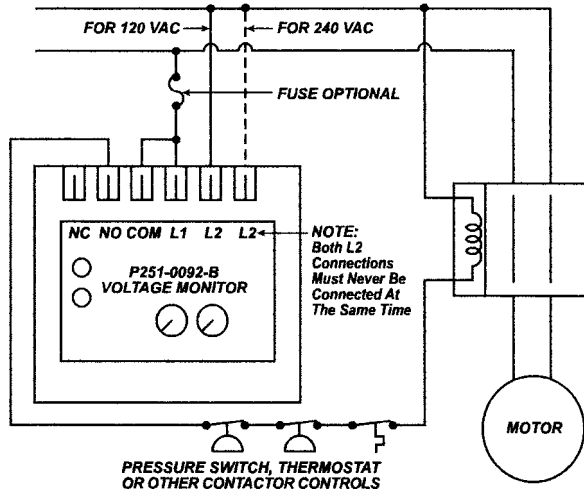 FOR 120 VAC
FOR 240 VAC
FUSE OPTIONAL
NC NO COM L1 L2 L2
NOTE:
Both L2
Connections
Must Never Be
Connected At
The Same Time
P251-0092-B
VOLTAGE MONITOR
MOTOR
PRESSURE SWITCH, THERMOSTAT
OR OTHER CONTACTOR CONTROLS